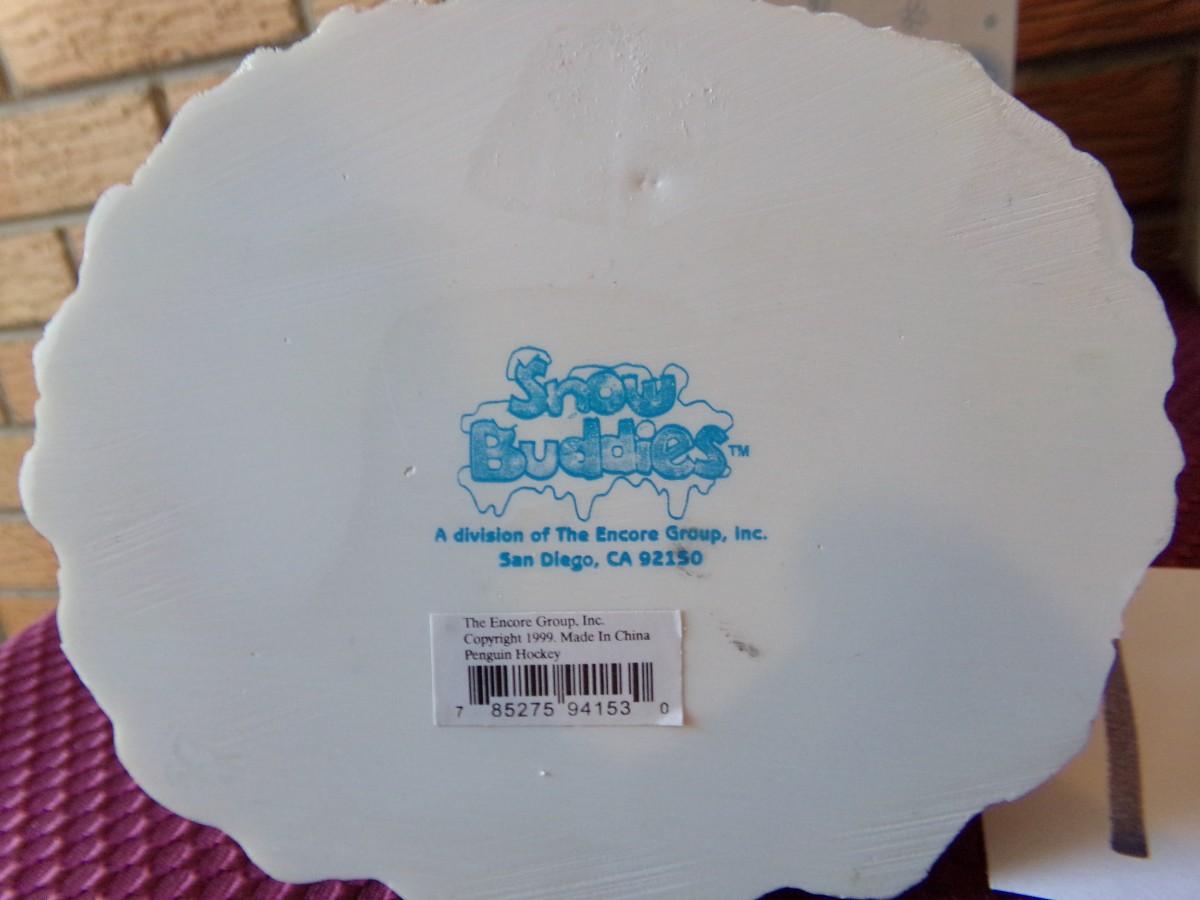 Snow
Buddies™
A division of The Encore Group, Inc.
San Diego, CA 92150
The Encore Group, Inc.
Copyright 1999. Made In China
Penguin Hockey
7 85275 94153 0